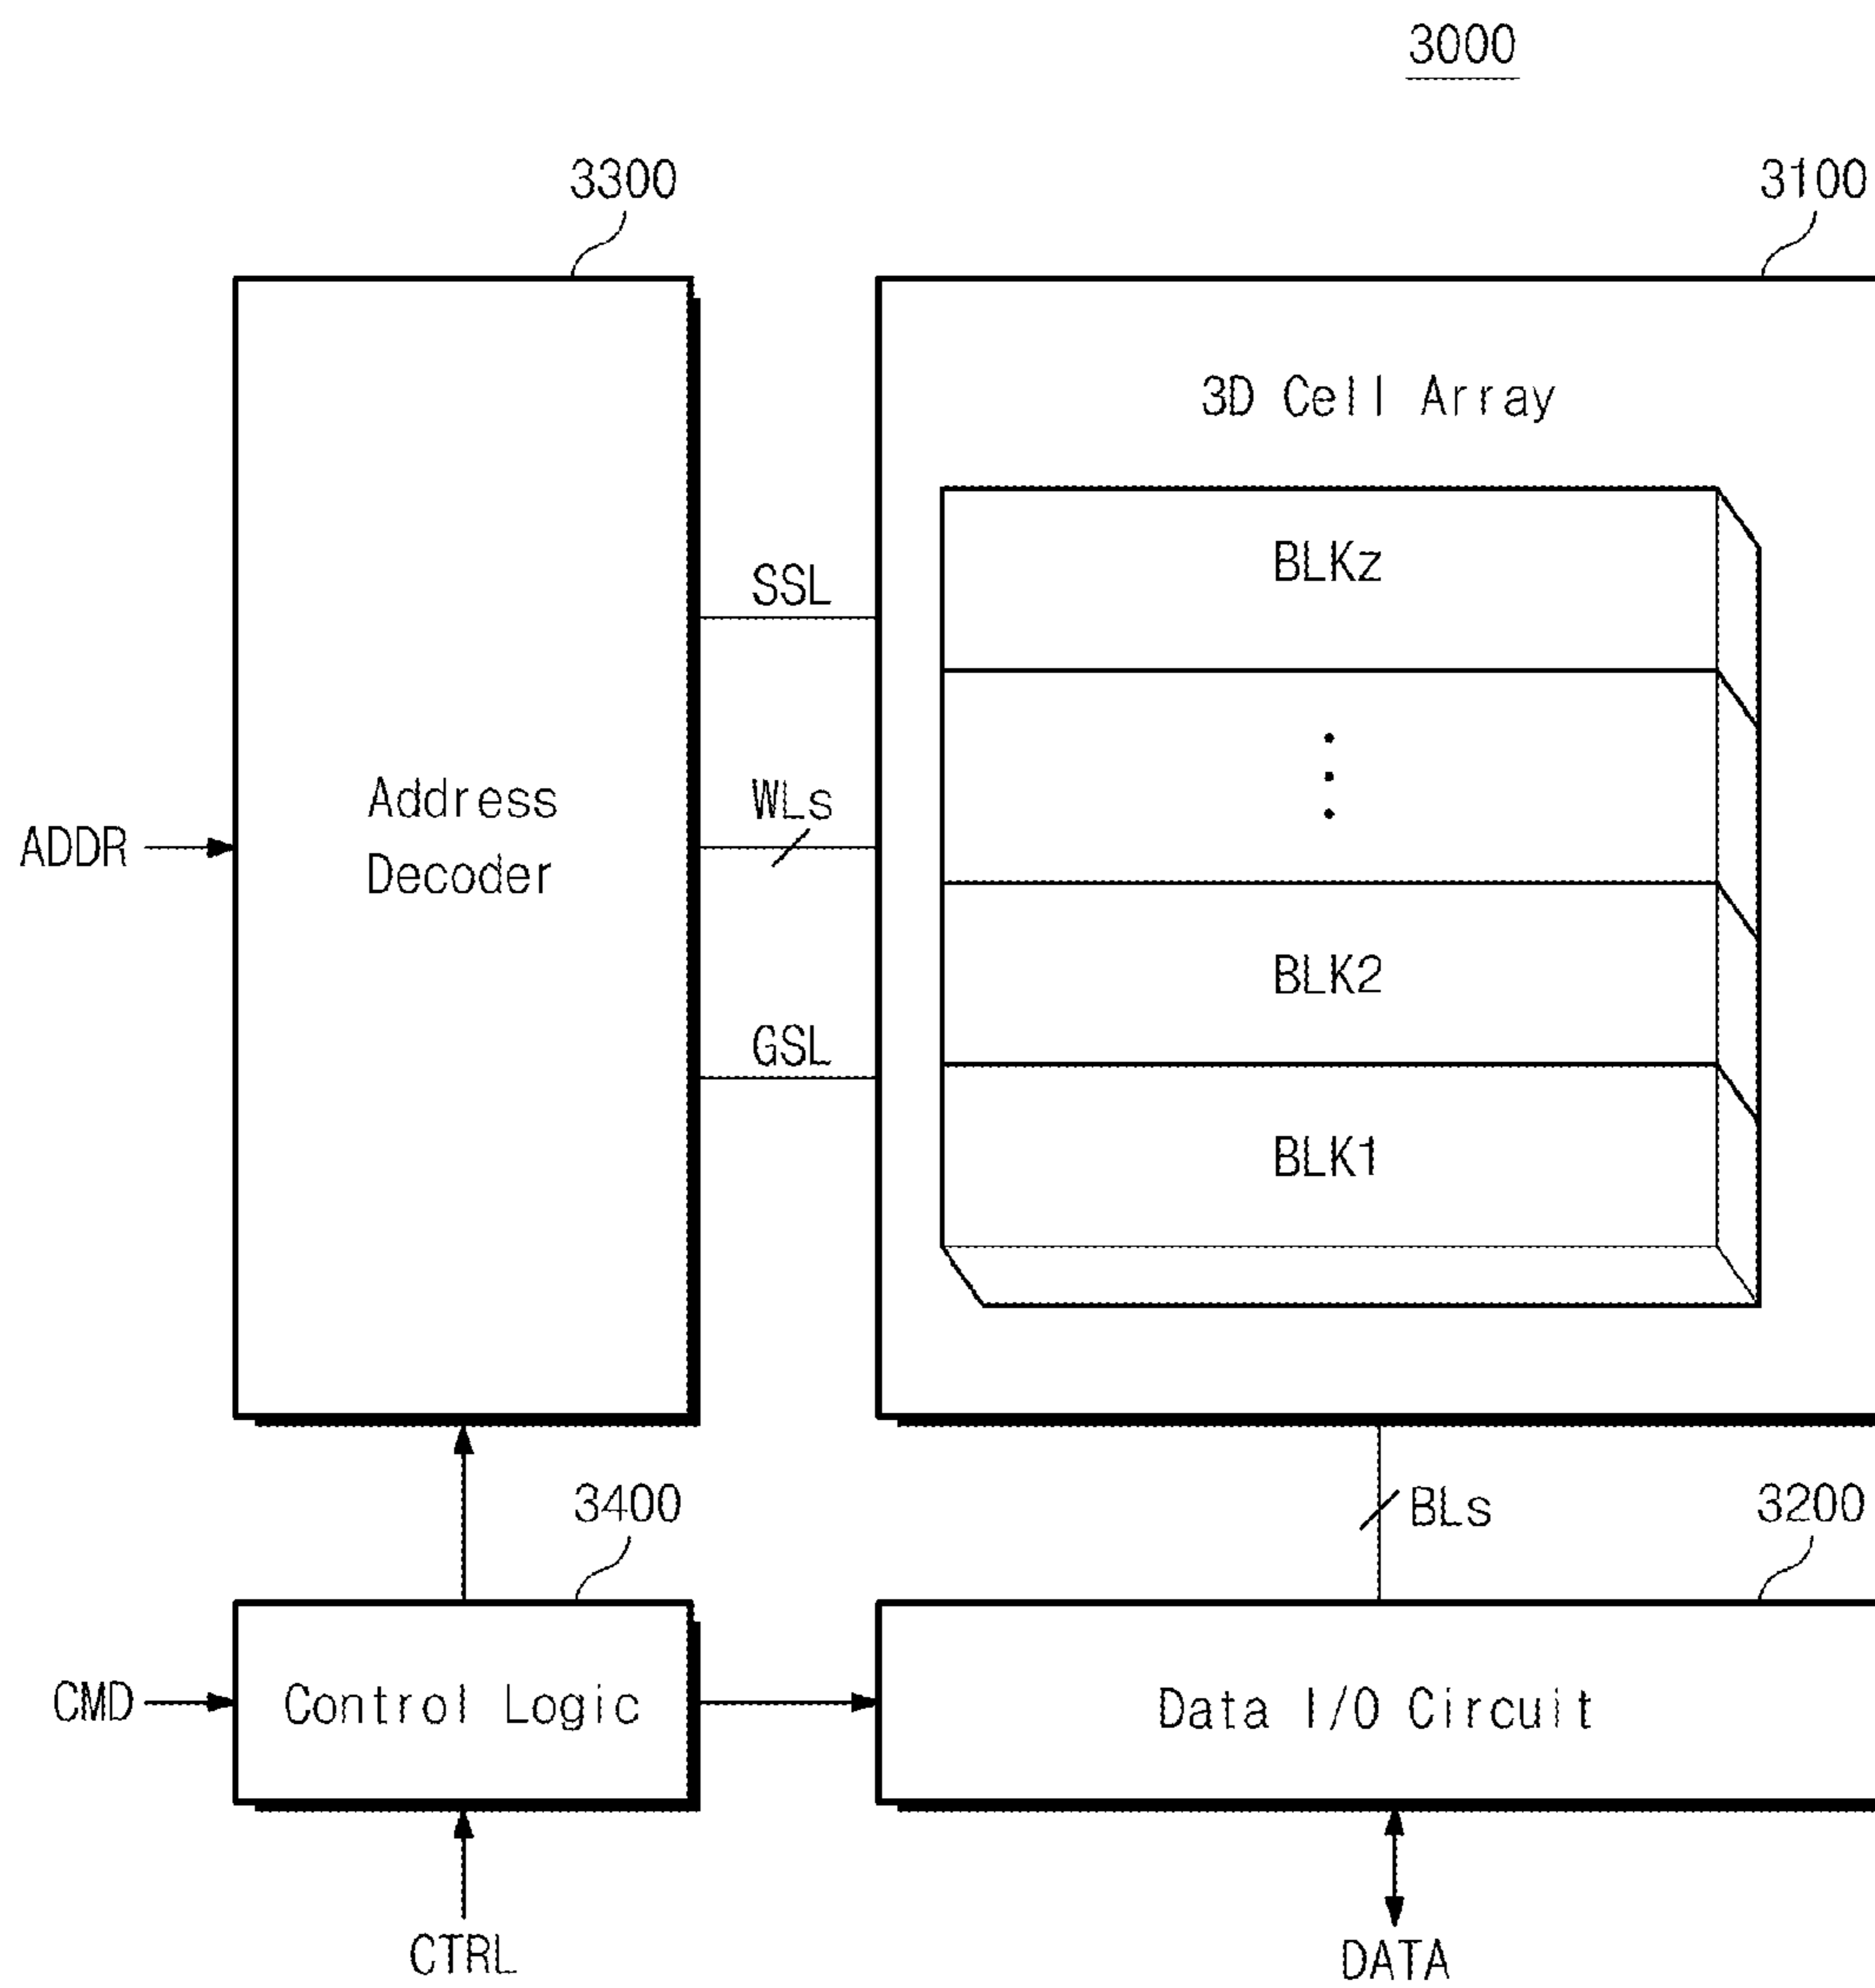 3000
3300
3100
3D Cell Array
BLKz
SSL
WLs
Address
Decoder
ADDR
BLK2
GSL
BLK1
3400
BLs
3200
CMD
Control Logic
Data I/O Circuit
CTRL
DATA